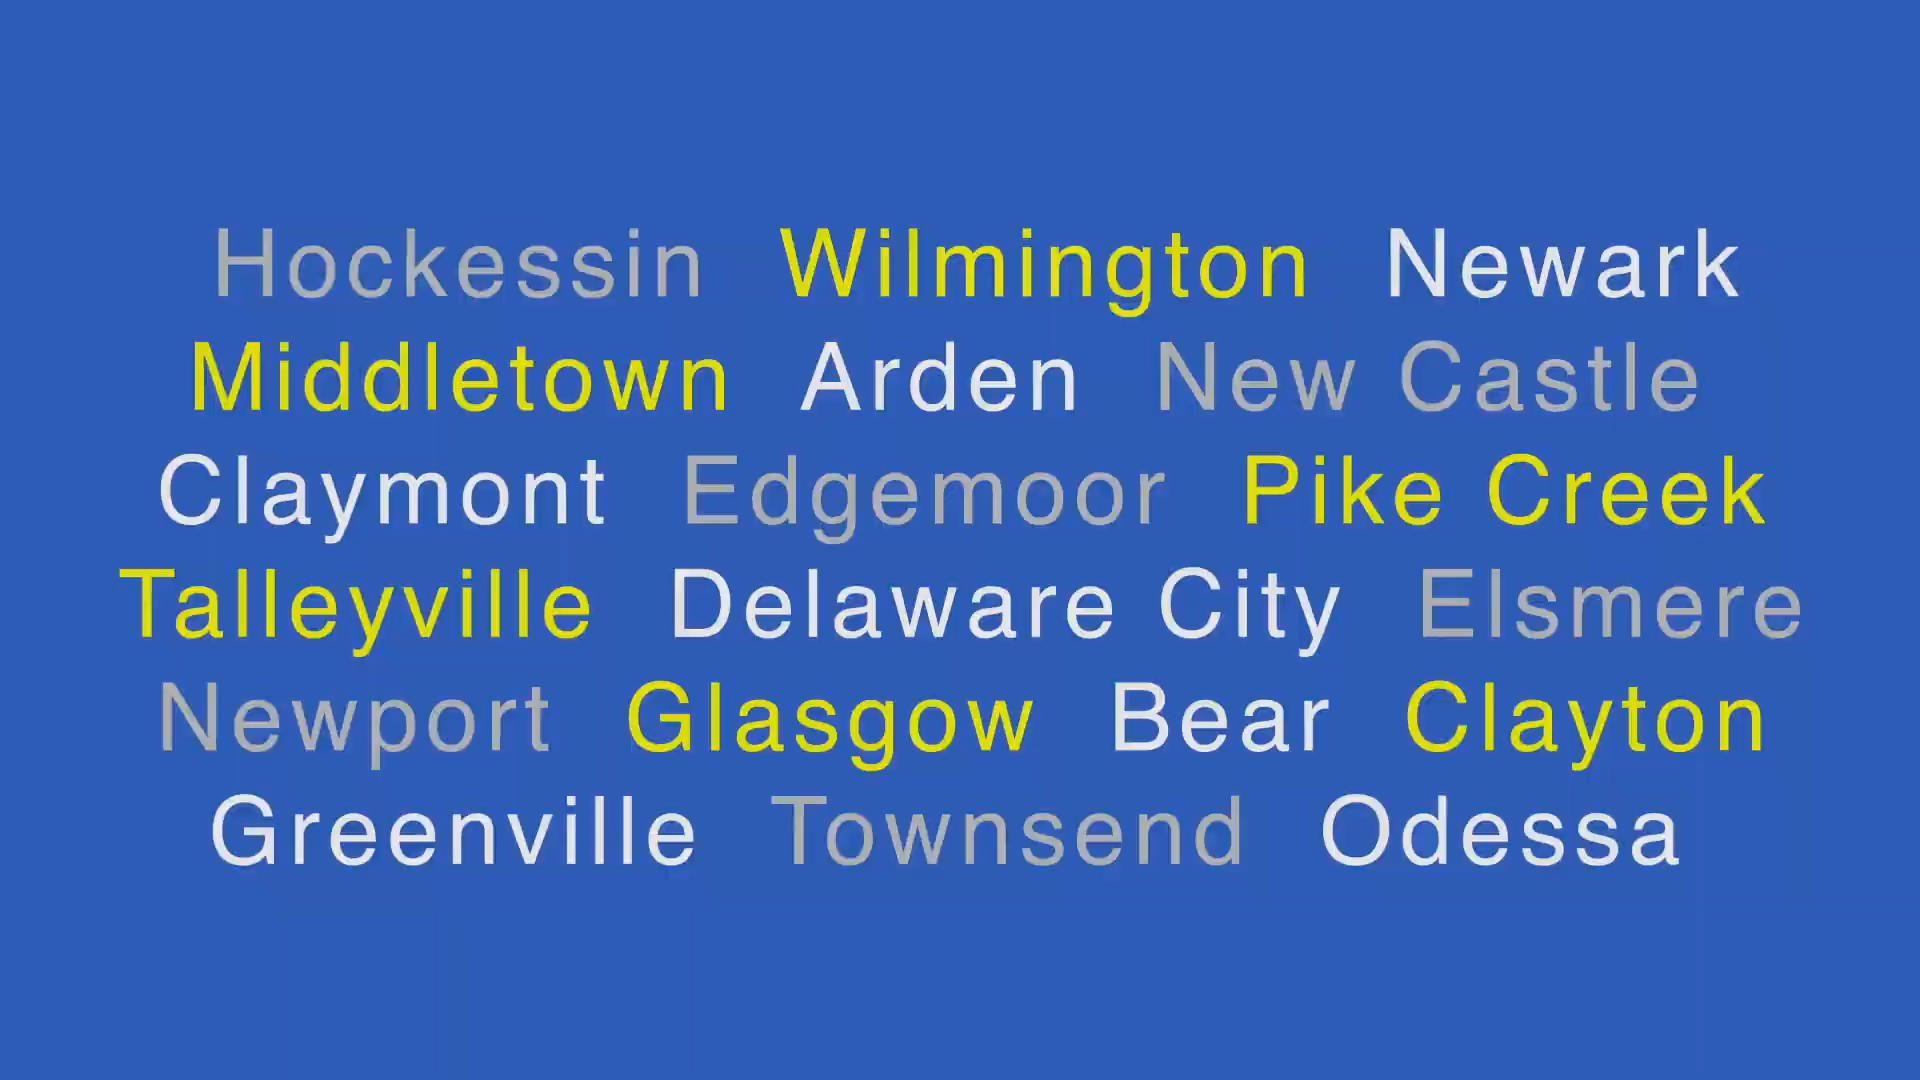 Hockessin Wilmington Newark
Middletown Arden New Castle
Claymont Edgemoor Pike Creek
Talleyville Delaware City Elsmere
Newport Glasgow Bear Clayton
Greenville Townsend Odessa